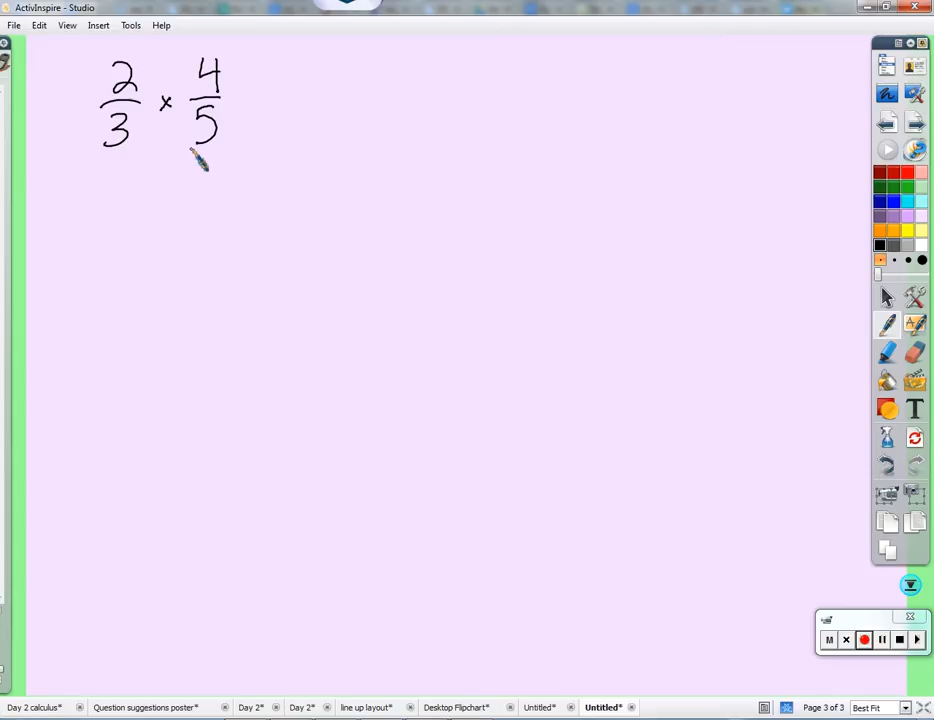 ActivInspire - Studio
File Edit View Insert Tools Help
2/3 × 4/5
M
Day 2 calculus* Question suggestions poster* Day 2* Day 2* line up layout* Desktop Flipchart* Untitled* Untitled* Page 3 of 3 Best Fit